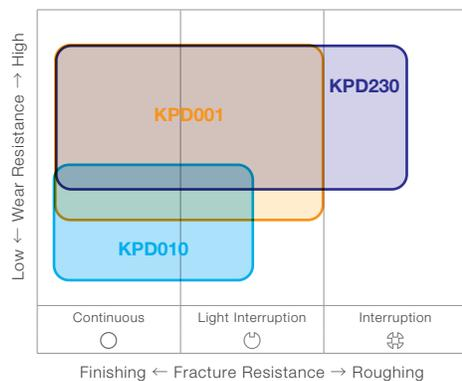 Low ← Wear Resistance → High
KPD230
KPD001
KPD010
Continuous
Light Interruption
Interruption
Finishing ← Fracture Resistance → Roughing